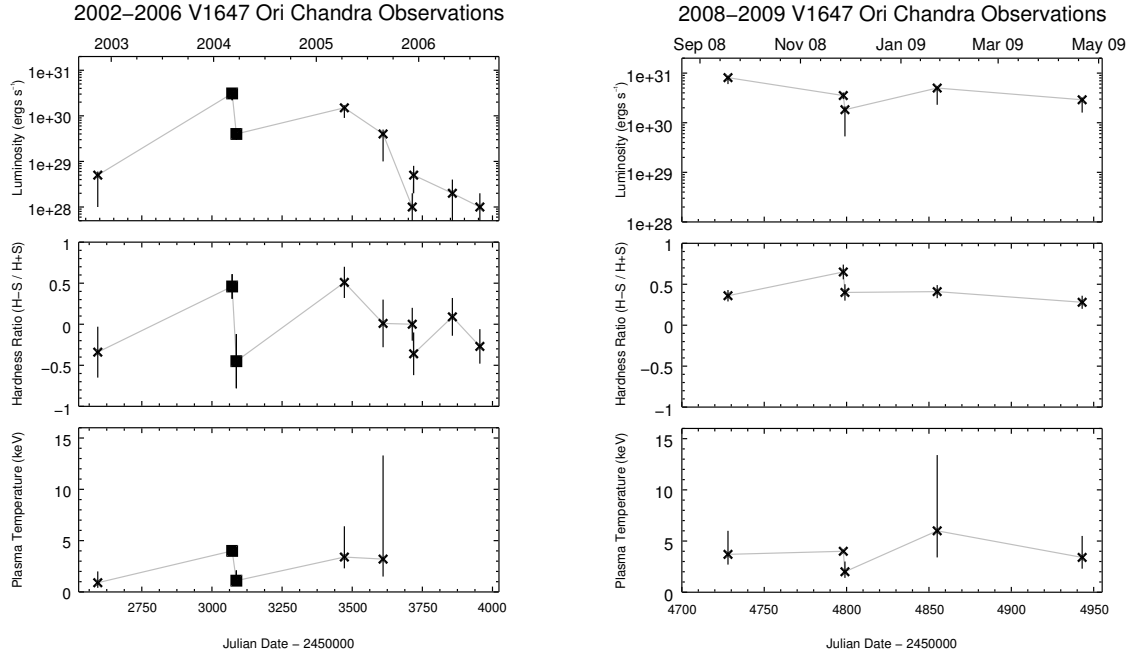 2002−2006 V1647 Ori Chandra Observations
2003 2004 2005 2006
Luminosity (ergs s⁻¹)
1e+31
1e+30
1e+29
1e+28
Hardness Ratio (H−S / H+S)
1
0.5
0
−0.5
−1
Plasma Temperature (keV)
15
10
5
0
2750 3000 3250 3500 3750 4000
Julian Date − 2450000
2008−2009 V1647 Ori Chandra Observations
Sep 08 Nov 08 Jan 09 Mar 09 May 09
Luminosity (ergs s⁻¹)
1e+31
1e+30
1e+29
1e+28
Hardness Ratio (H−S / H+S)
1
0.5
0
−0.5
−1
Plasma Temperature (keV)
15
10
5
0
4700 4750 4800 4850 4900 4950
Julian Date − 2450000